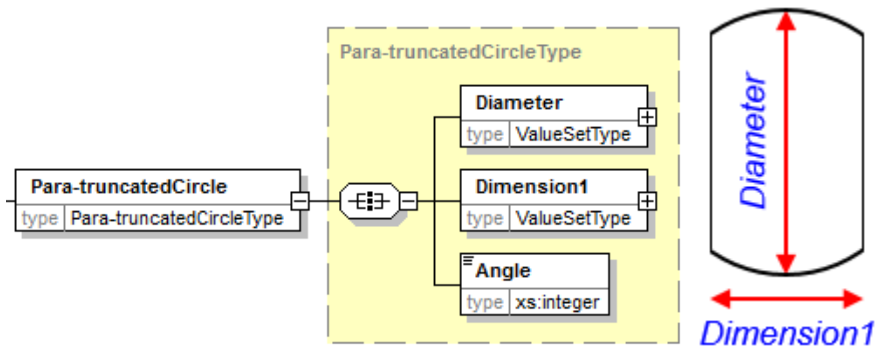 Para-truncatedCircleType
Diameter
type ValueSetType
Para-truncatedCircle
type Para-truncatedCircleType
Dimension1
type ValueSetType
Angle
type xs:integer
Diameter
Dimension1